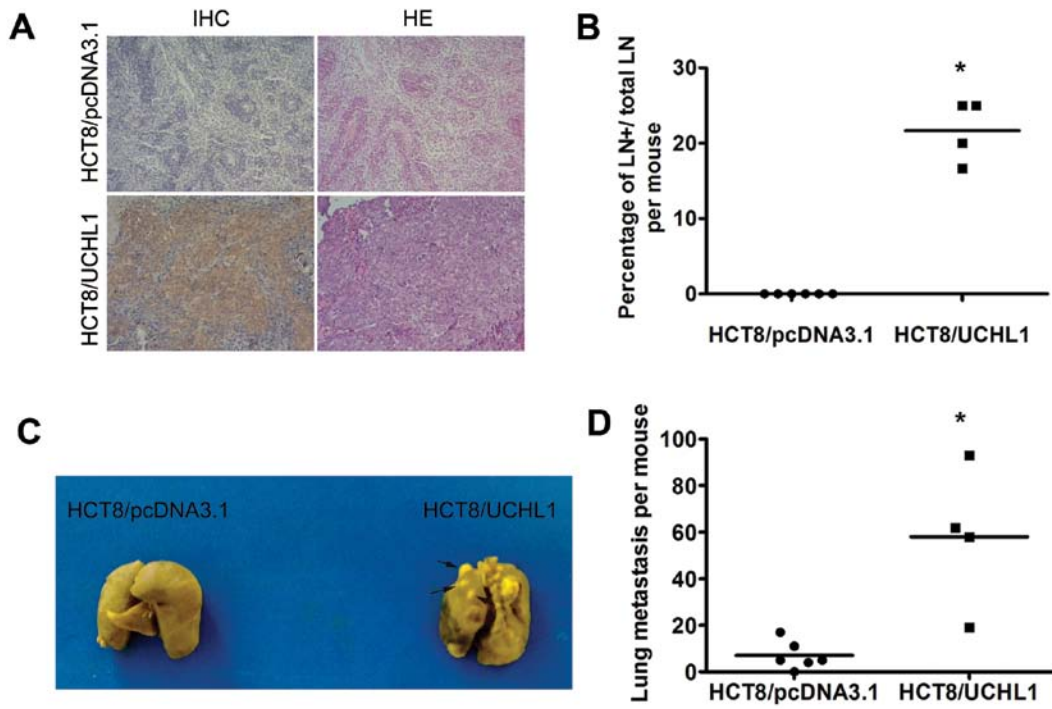 A
IHC
HE
HCT8/pcDNA3.1
HCT8/UCHL1
B
Percentage of LN+/ total LN
per mouse
30
20
10
0
*
HCT8/pcDNA3.1
HCT8/UCHL1
C
HCT8/pcDNA3.1
HCT8/UCHL1
D
Lung metastasis per mouse
100
80
60
40
20
0
*
HCT8/pcDNA3.1
HCT8/UCHL1